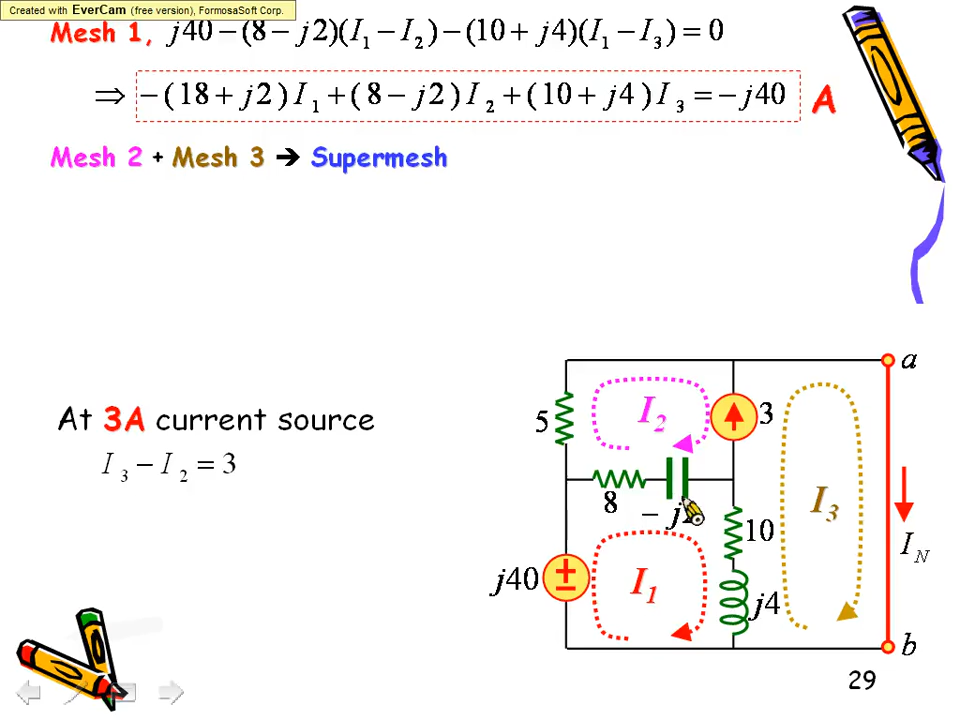 Created with EverCam (free version), FormosaSoft Corp.
Mesh 1, j40 − (8 − j2)(I₁ − I₂) − (10 + j4)(I₁ − I₃) = 0
⇒ −(18 + j2)I₁ + (8 − j2)I₂ + (10 + j4)I₃ = −j40 A
Mesh 2 + Mesh 3 ➔ Supermesh
At 3A current source
I₃ − I₂ = 3
a
5
I₂
3
8
− j2
10
I₃
I_N
j40
±
I₁
j4
b
29